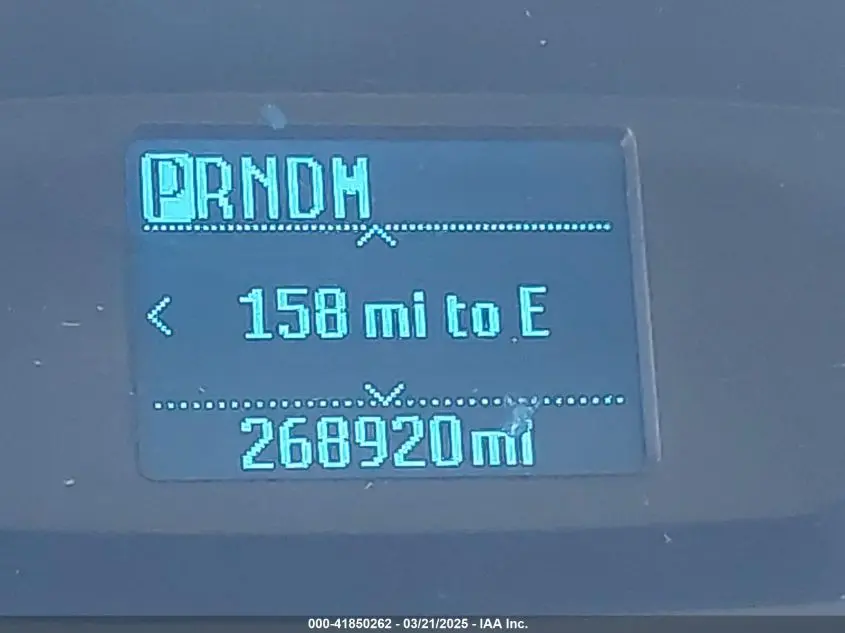 PRNDM
158 mi to E
268920mi
000-41850262 - 03/21/2025 - IAA Inc.